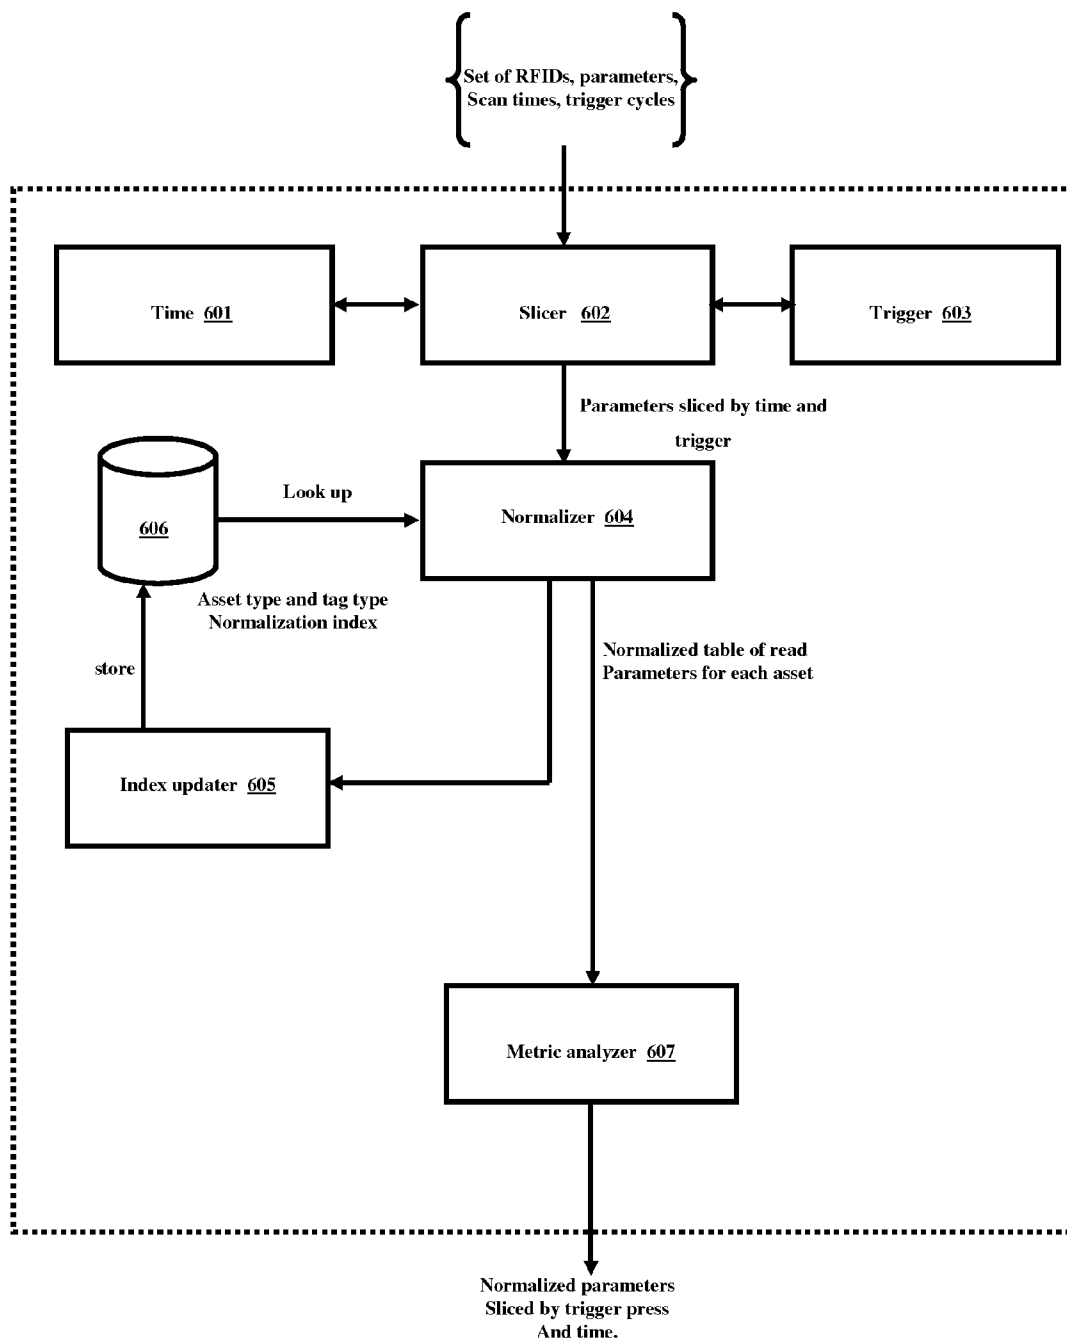 Set of RFIDs, parameters,
Scan times, trigger cycles
Time 601
Slicer 602
Trigger 603
Parameters sliced by time and
trigger
606
Look up
Normalizer 604
Asset type and tag type
Normalization index
store
Normalized table of read
Parameters for each asset
Index updater 605
Metric analyzer 607
Normalized parameters
Sliced by trigger press
And time.